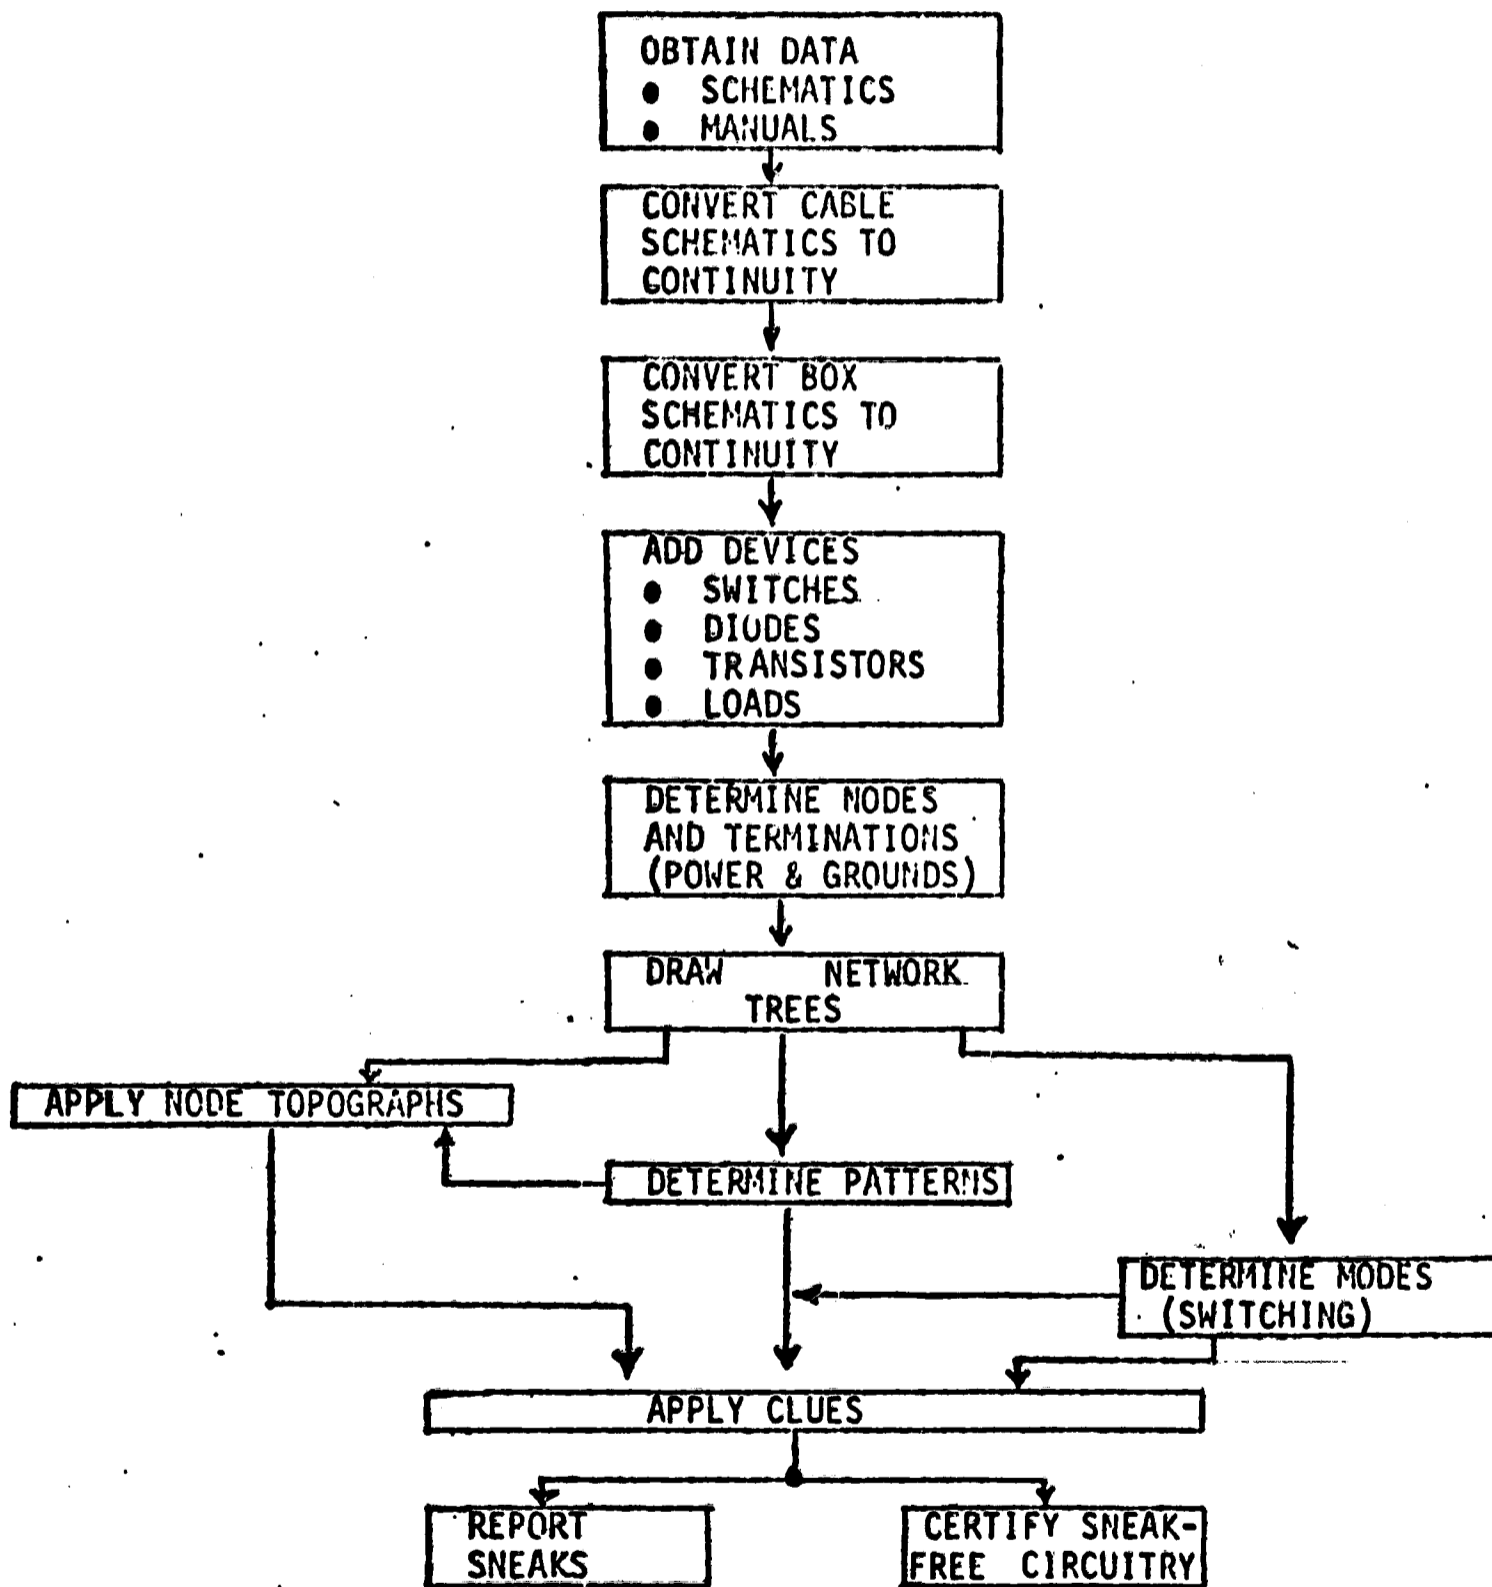 OBTAIN DATA
● SCHEMATICS
● MANUALS
CONVERT CABLE
SCHEMATICS TO
CONTINUITY
CONVERT BOX
SCHEMATICS TO
CONTINUITY
ADD DEVICES
● SWITCHES
● DIODES
● TRANSISTORS
● LOADS
DETERMINE NODES
AND TERMINATIONS
(POWER & GROUNDS)
DRAW NETWORK
TREES
APPLY NODE TOPOGRAPHS
DETERMINE PATTERNS
DETERMINE MODES
(SWITCHING)
APPLY CLUES
REPORT
SNEAKS
CERTIFY SNEAK-
FREE CIRCUITRY